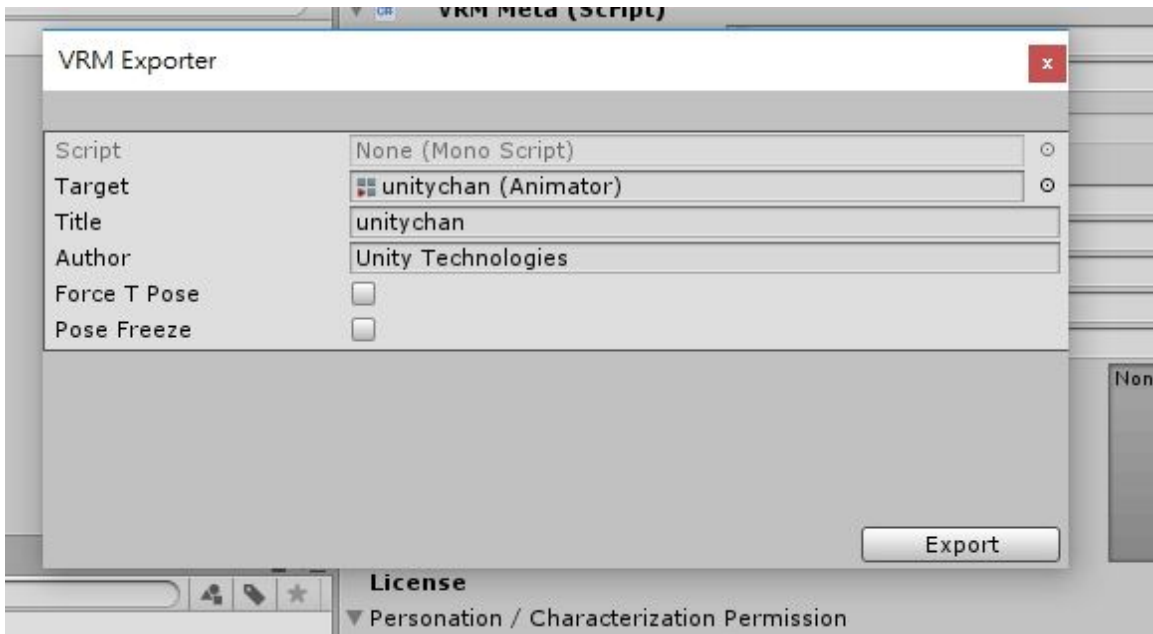 VRM Meta (Script)
VRM Exporter
x
Script None (Mono Script)
Target unitychan (Animator)
Title unitychan
Author Unity Technologies
Force T Pose
Pose Freeze
Non
Export
License
Personation / Characterization Permission